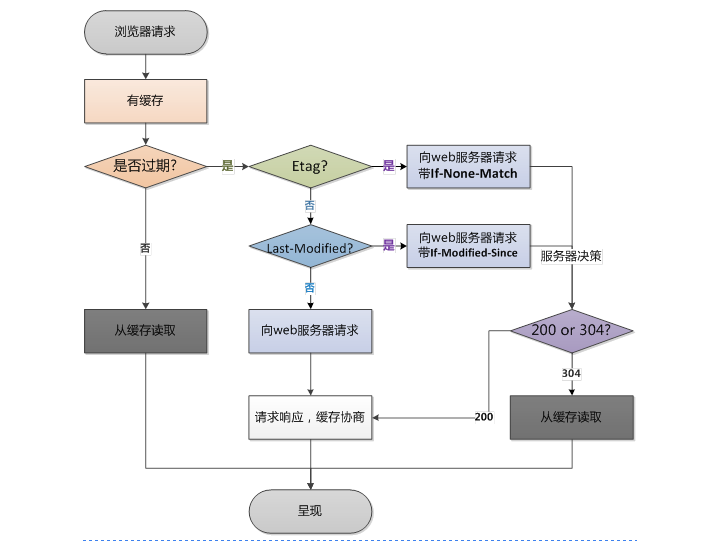 浏览器请求
有缓存
是否过期?
是
Etag?
是
向web服务器请求
带If-None-Match
否
否
Last-Modified?
是
向web服务器请求
带If-Modified-Since
服务器决策
否
从缓存读取
向web服务器请求
200 or 304?
304
请求响应，缓存协商
200
从缓存读取
呈现